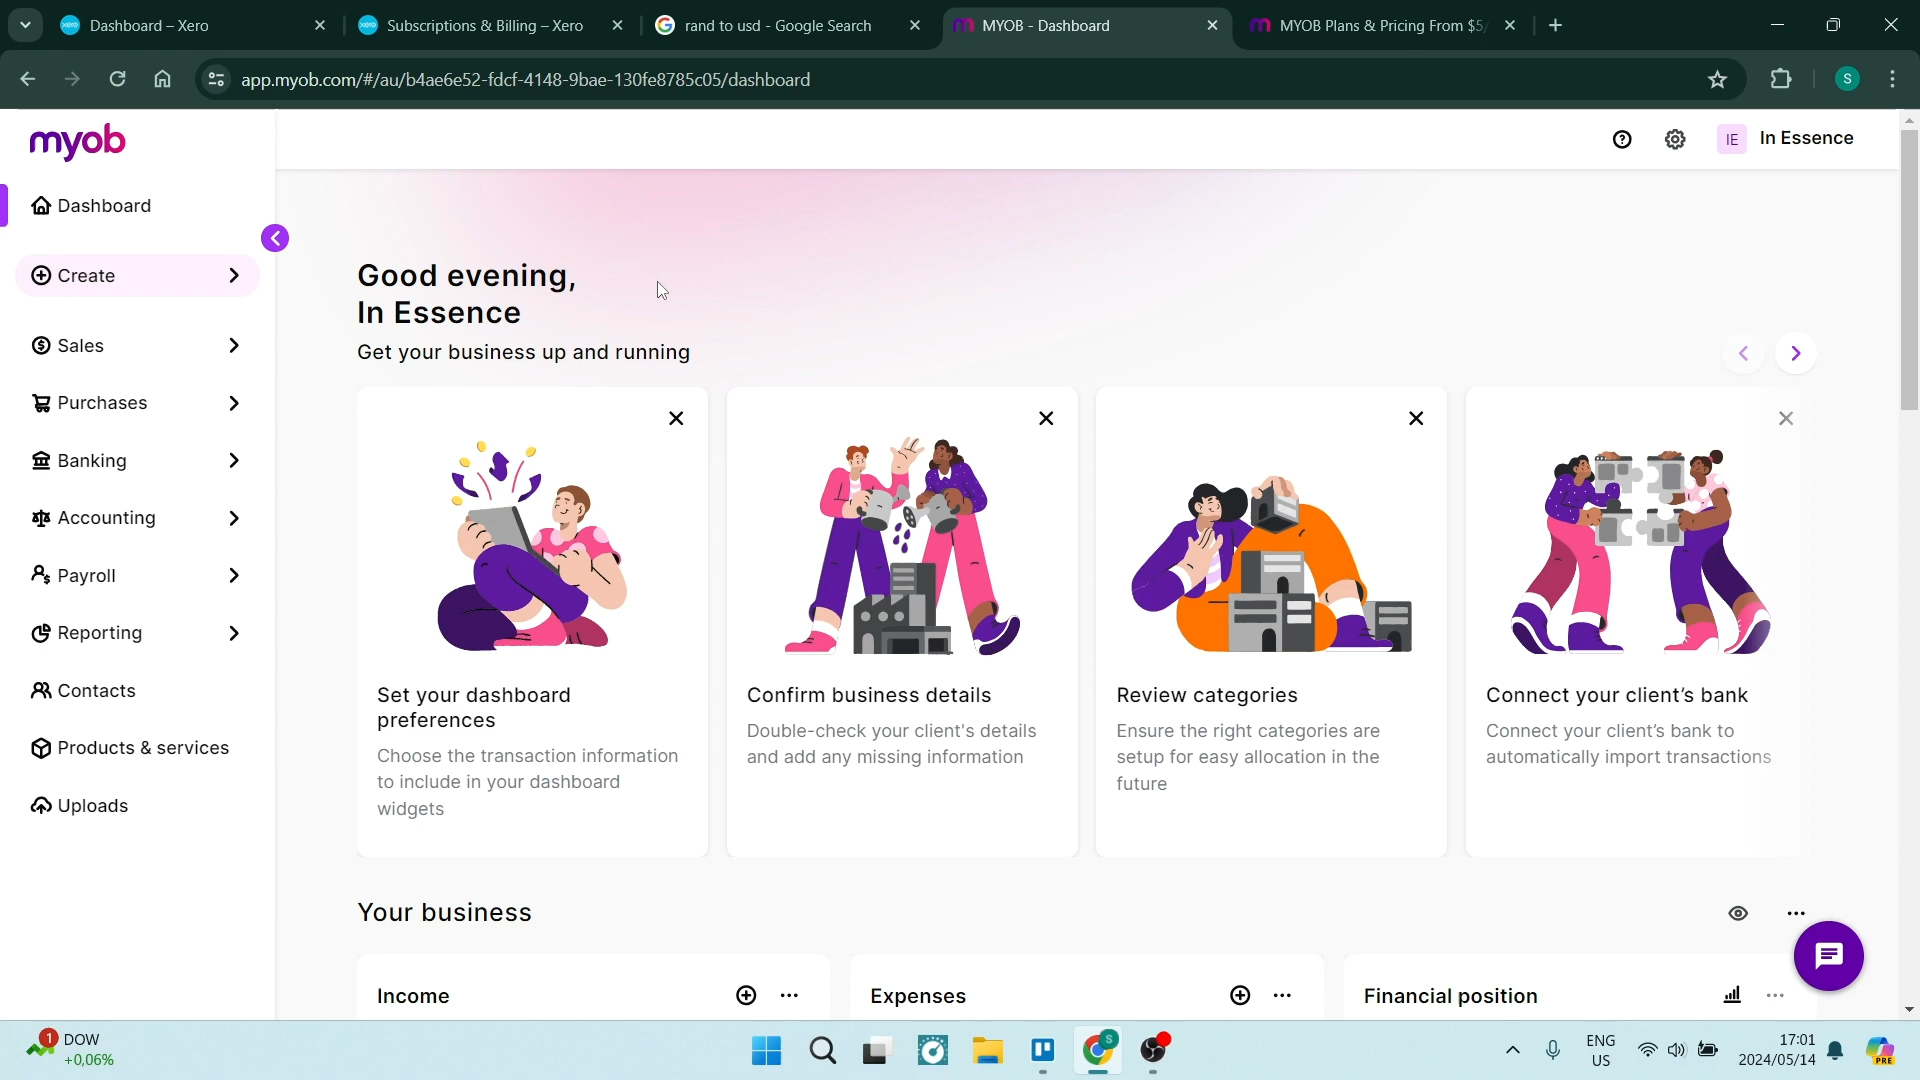 Dashboard – Xero
Subscriptions & Billing – Xero
rand to usd - Google Search
MYOB - Dashboard
MYOB Plans & Pricing From $5/
app.myob.com/#/au/b4ae6e52-fdcf-4148-9bae-130fe8785c05/dashboard
S
myob
IE In Essence
Dashboard
Create
Sales
Purchases
Banking
Accounting
Payroll
Reporting
Contacts
Products & services
Uploads
Good evening,
In Essence
Get your business up and running
Set your dashboard
preferences
Choose the transaction information
to include in your dashboard
widgets
Confirm business details
Double-check your client's details
and add any missing information
Review categories
Ensure the right categories are
setup for easy allocation in the
future
Connect your client's bank
Connect your client's bank to
automatically import transactions
Your business
Income
Expenses
Financial position
1
DOW
+0,06%
S
ENG
US
17:01
2024/05/14
PRE